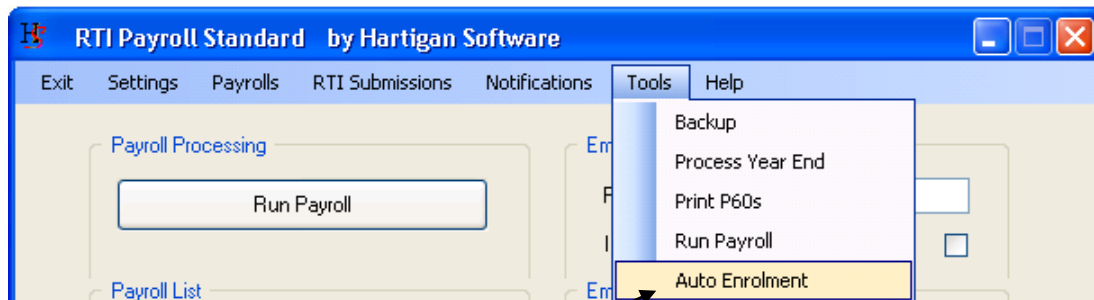 RTI Payroll Standard by Hartigan Software
Exit Settings Payrolls RTI Submissions Notifications Tools Help
Backup
Process Year End
Print P60s
Run Payroll
Auto Enrolment
Payroll Processing
Run Payroll
Payroll List